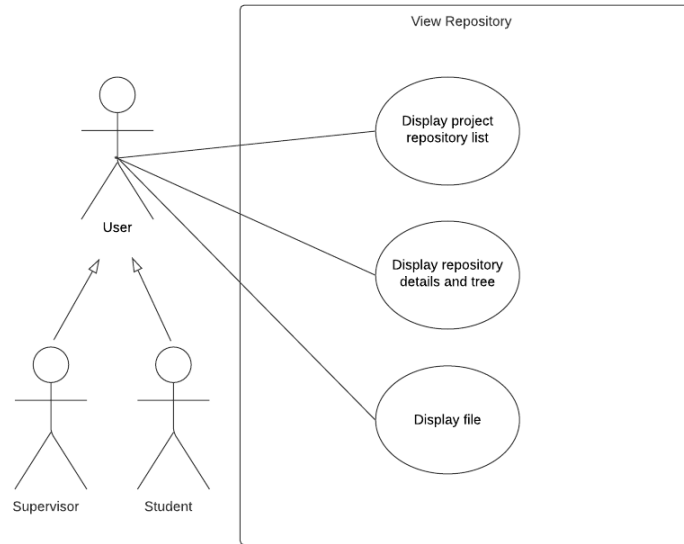 View Repository
Display project
repository list
User
Display repository
details and tree
Display file
Supervisor
Student